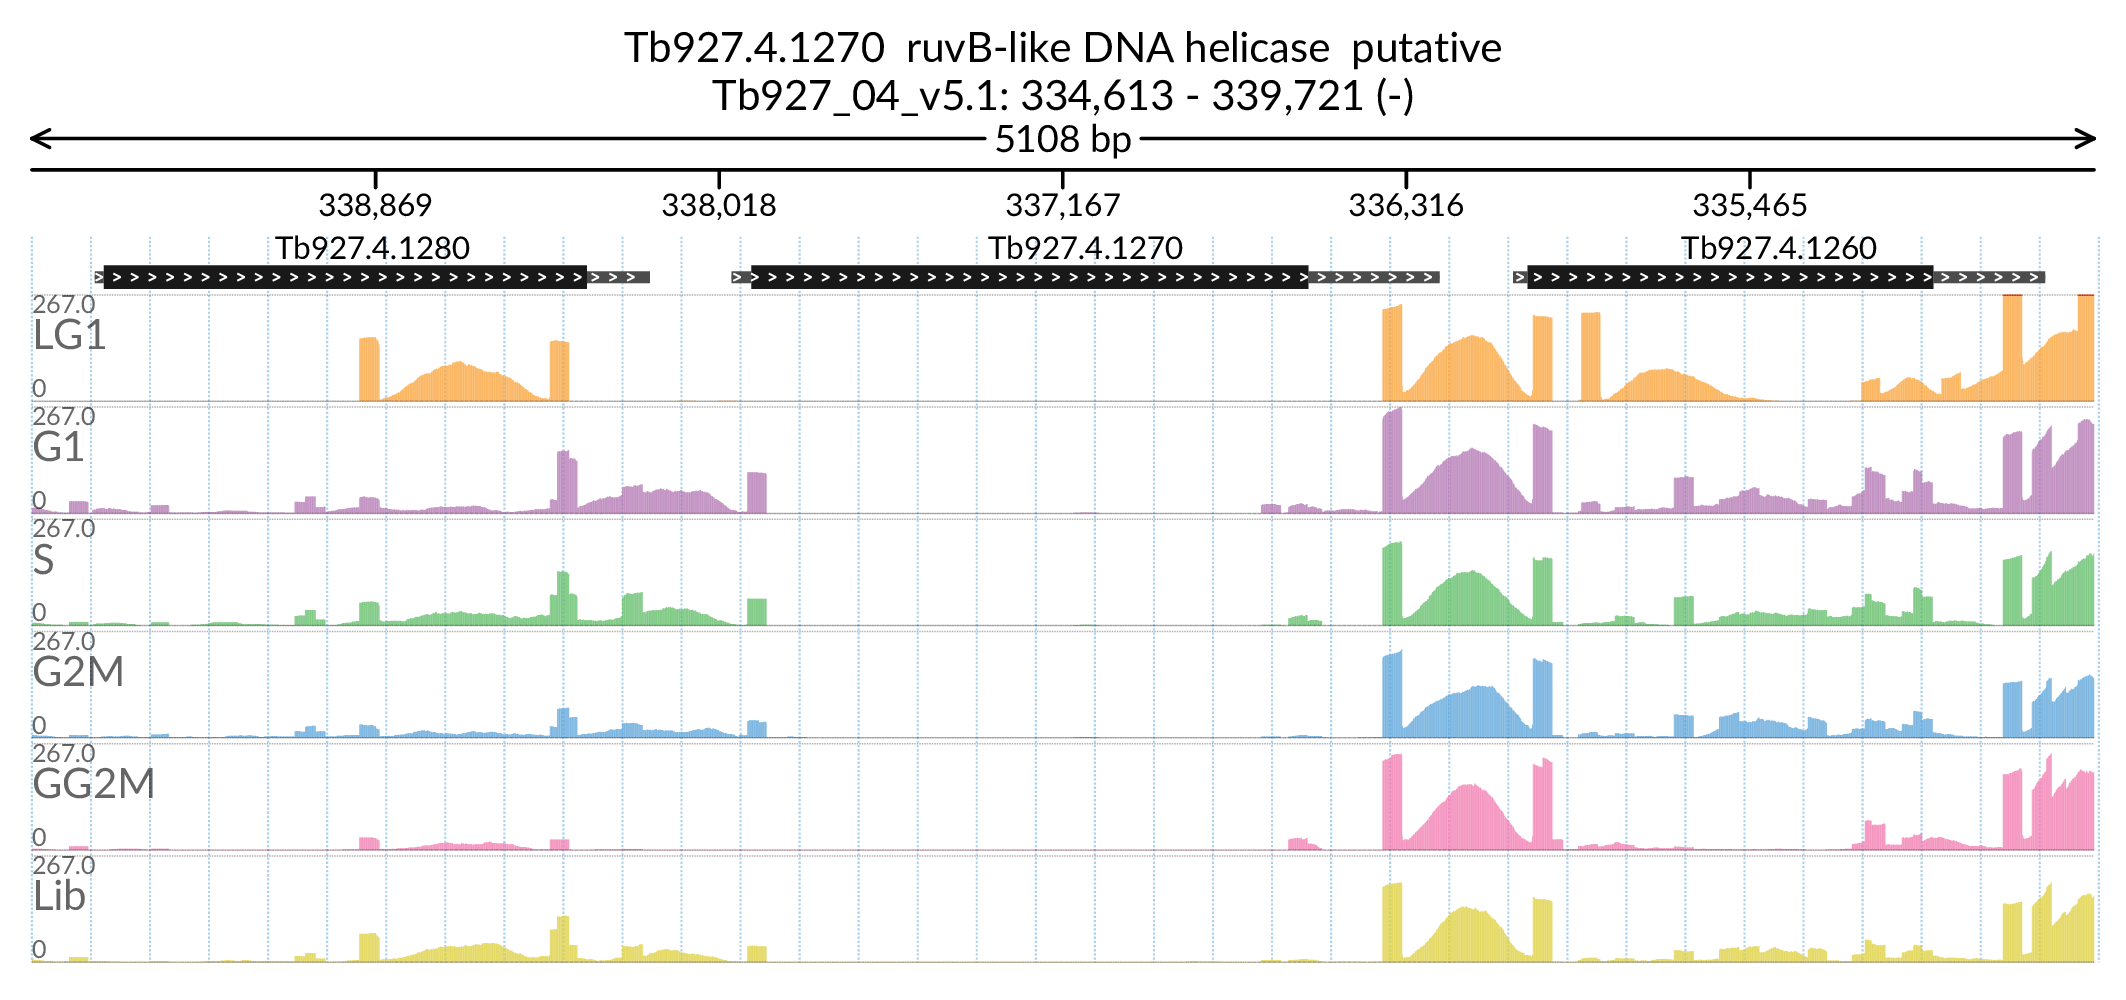 Tb927.4.1270 ruvB-like DNA helicase putative
Tb927_04_v5.1: 334,613 - 339,721 (-)
5108 bp
338,869 338,018 337,167 336,316 335,465
Tb927.4.1280 Tb927.4.1270 Tb927.4.1260
267.0
LG1
0
267.0
G1
0
267.0
S
0
267.0
G2M
0
267.0
GG2M
0
267.0
Lib
0